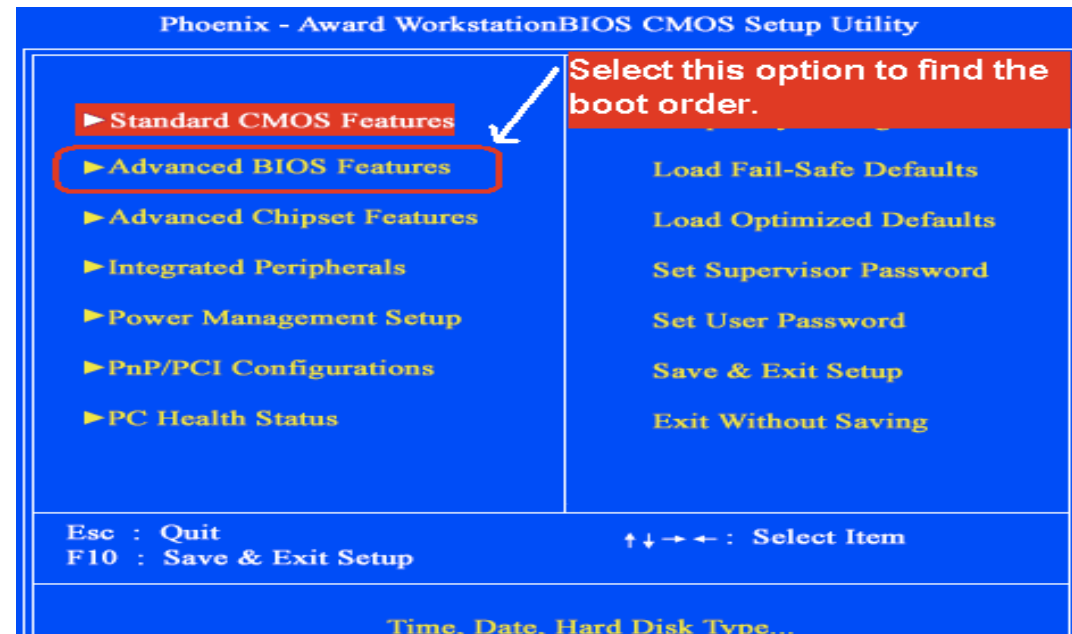 Phoenix - Award WorkstationBIOS CMOS Setup Utility
Select this option to find the
boot order.
►Standard CMOS Features
►Advanced BIOS Features
►Advanced Chipset Features
►Integrated Peripherals
►Power Management Setup
►PnP/PCI Configurations
►PC Health Status
Load Fail-Safe Defaults
Load Optimized Defaults
Set Supervisor Password
Set User Password
Save & Exit Setup
Exit Without Saving
Esc : Quit
F10 : Save & Exit Setup
↑↓→← : Select Item
Time, Date, Hard Disk Type...